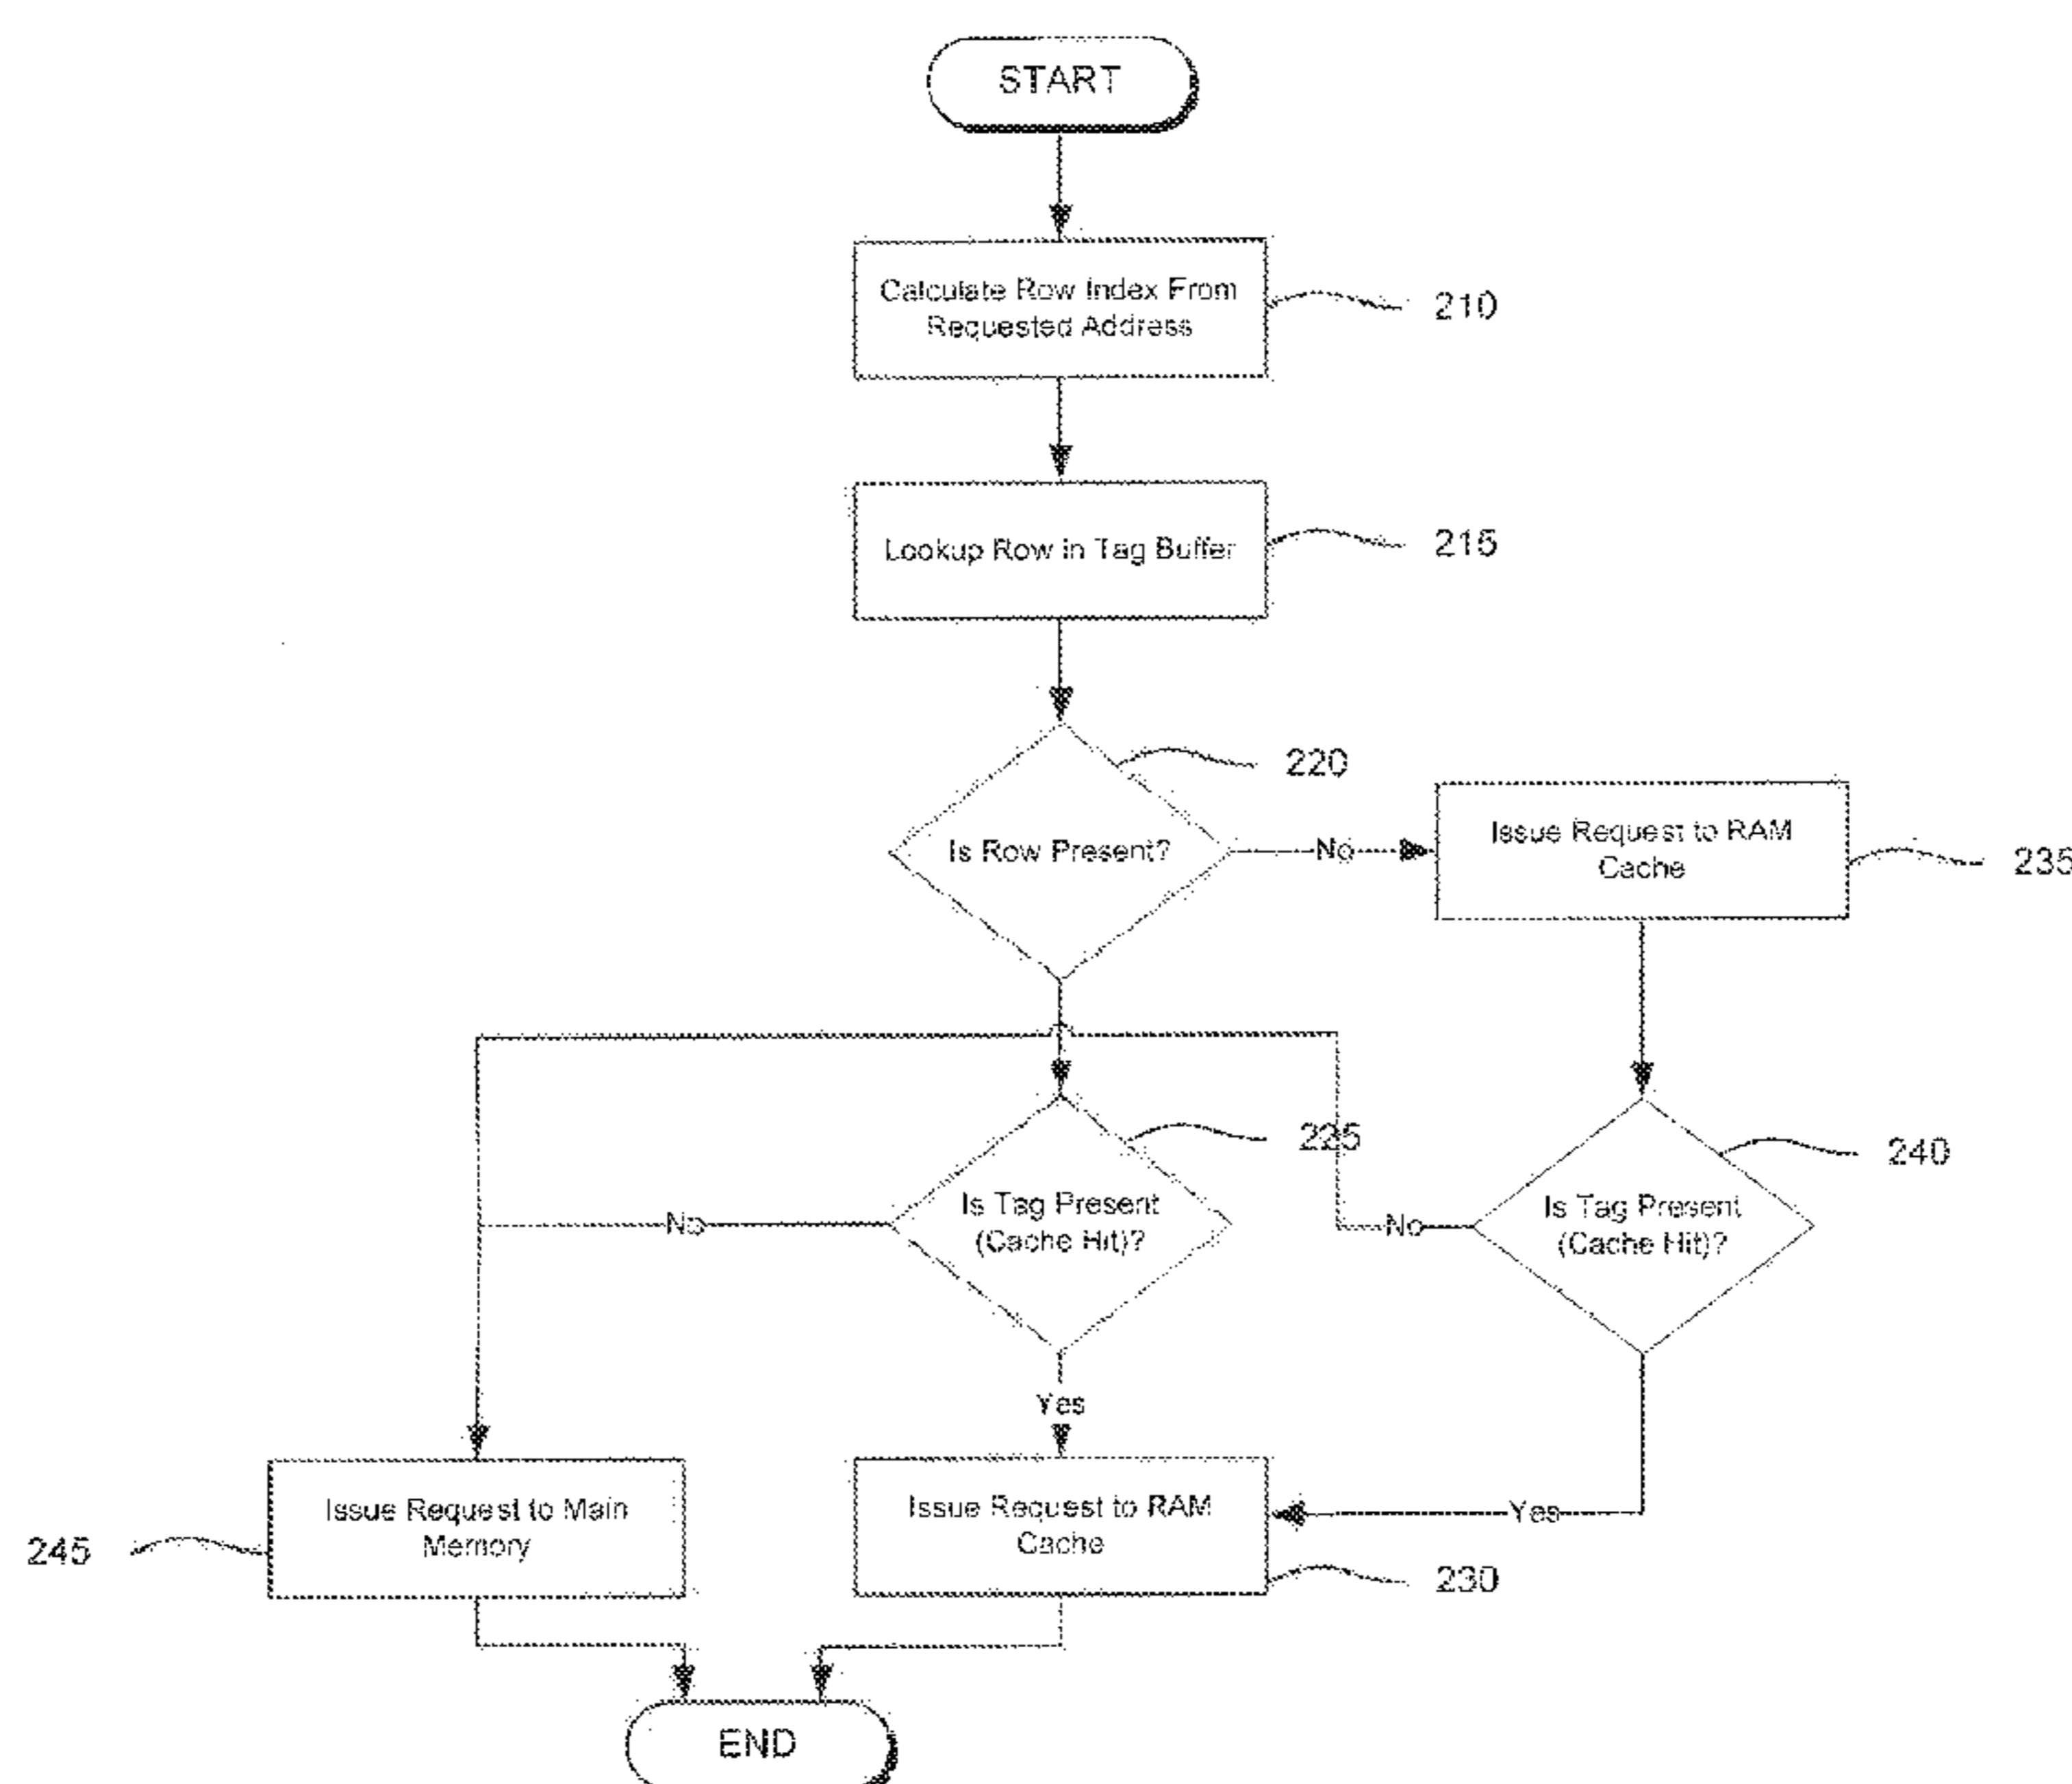 START
Calculate Row Index From
Requested Address
210
Lookup Row in Tag Buffer
215
220
Is Row Present?
No
Issue Request to RAM
Cache
235
225
240
Is Tag Present
(Cache Hit)?
No
Is Tag Present
(Cache Hit)?
No
Yes
Issue Request to Main
Memory
245
Issue Request to RAM
Cache
Yes
230
END